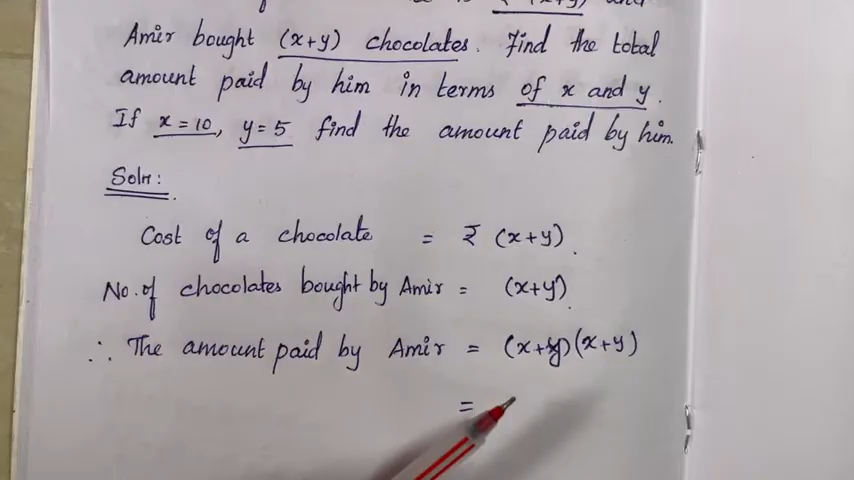 ₹ (x+y) and
Amir bought (x+y) chocolates. Find the total
amount paid by him in terms of x and y.
If x=10, y=5 find the amount paid by him.
Soln:
Cost of a chocolate = ₹ (x+y).
No. of chocolates bought by Amir = (x+y).
∴ The amount paid by Amir = (x+y)(x+y)
=